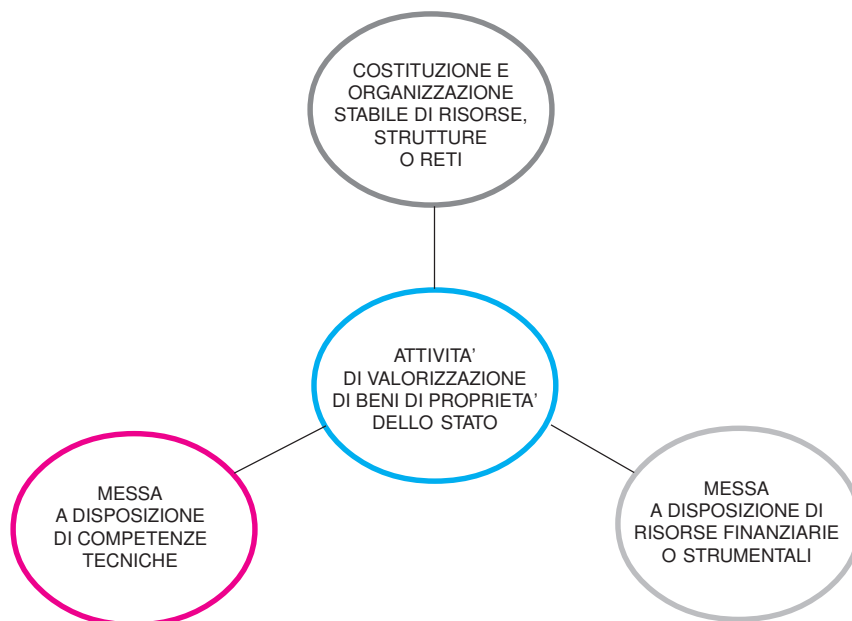 COSTITUZIONE E
ORGANIZZAZIONE
STABILE DI RISORSE,
STRUTTURE
O RETI
ATTIVITA'
DI VALORIZZAZIONE
DI BENI DI PROPRIETA'
DELLO STATO
MESSA
A DISPOSIZIONE
DI COMPETENZE
TECNICHE
MESSA
A DISPOSIZIONE DI
RISORSE FINANZIARIE
O STRUMENTALI